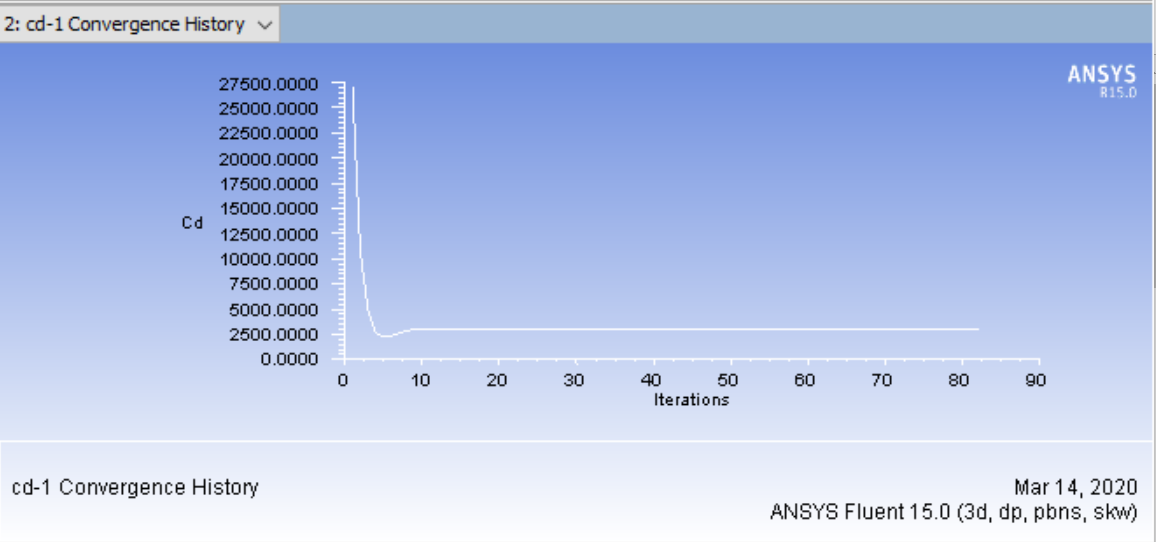 2: cd-1 Convergence History
ANSYS
R15.0
27500.0000
25000.0000
22500.0000
20000.0000
17500.0000
15000.0000
12500.0000
10000.0000
7500.0000
5000.0000
2500.0000
0.0000
Cd
0 10 20 30 40 50 60 70 80 90
Iterations
cd-1 Convergence History
Mar 14, 2020
ANSYS Fluent 15.0 (3d, dp, pbns, skw)